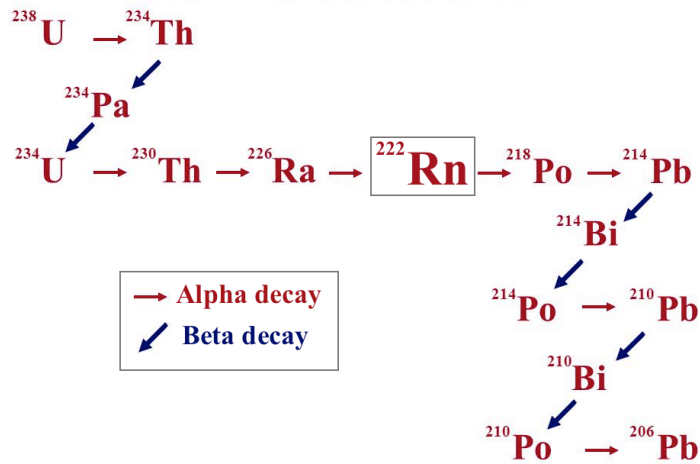 238U → 234Th
234Pa
234U → 230Th → 226Ra → 222Rn → 218Po → 214Pb
214Bi
214Po → 210Pb
210Bi
210Po → 206Pb
→ Alpha decay
Beta decay